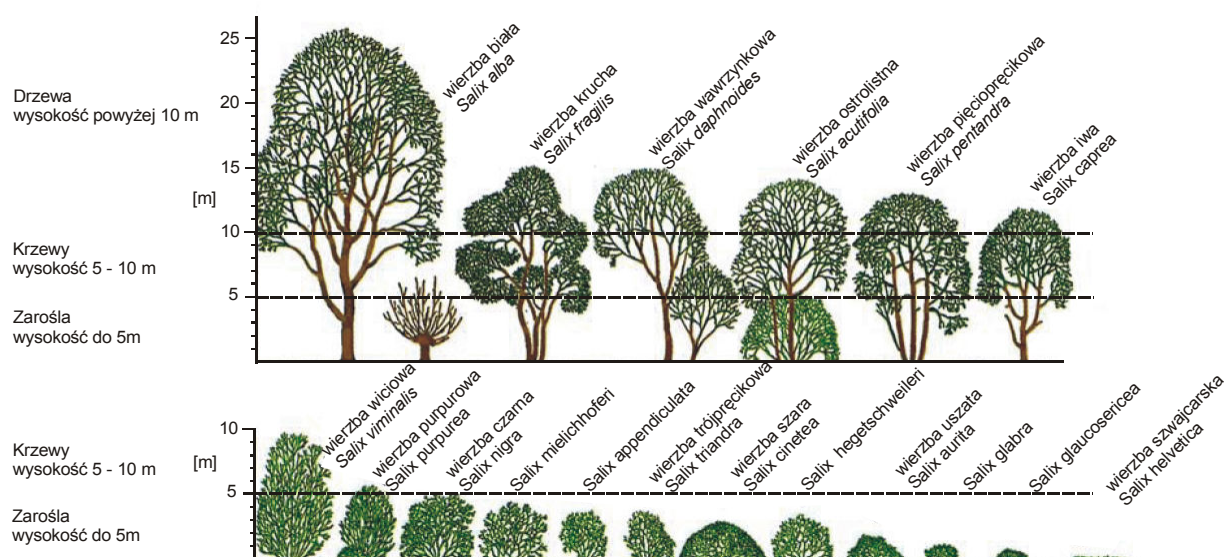 25
20
15
[m]
10
5
Drzewa
wysokość powyżej 10 m
Krzewy
wysokość 5 - 10 m
Zarośla
wysokość do 5m
wierzba biała
Salix alba
wierzba krucha
Salix fragilis
wierzba wawrzynkowa
Salix daphnoides
wierzba ostrolistna
Salix acutifolia
wierzba pięciopręcikowa
Salix pentandra
wierzba iwa
Salix caprea
10
[m]
5
Krzewy
wysokość 5 - 10 m
Zarośla
wysokość do 5m
wierzba wiciowa
Salix viminalis
wierzba purpurowa
Salix purpurea
wierzba czarna
Salix nigra
Salix mielichhoferi
Salix appendiculata
wierzba trójpręcikowa
Salix triandra
wierzba szara
Salix cinetea
Salix hegetschweileri
wierzba uszata
Salix aurita
Salix glabra
Salix glaucosericea
wierzba szwajcarska
Salix helvetica